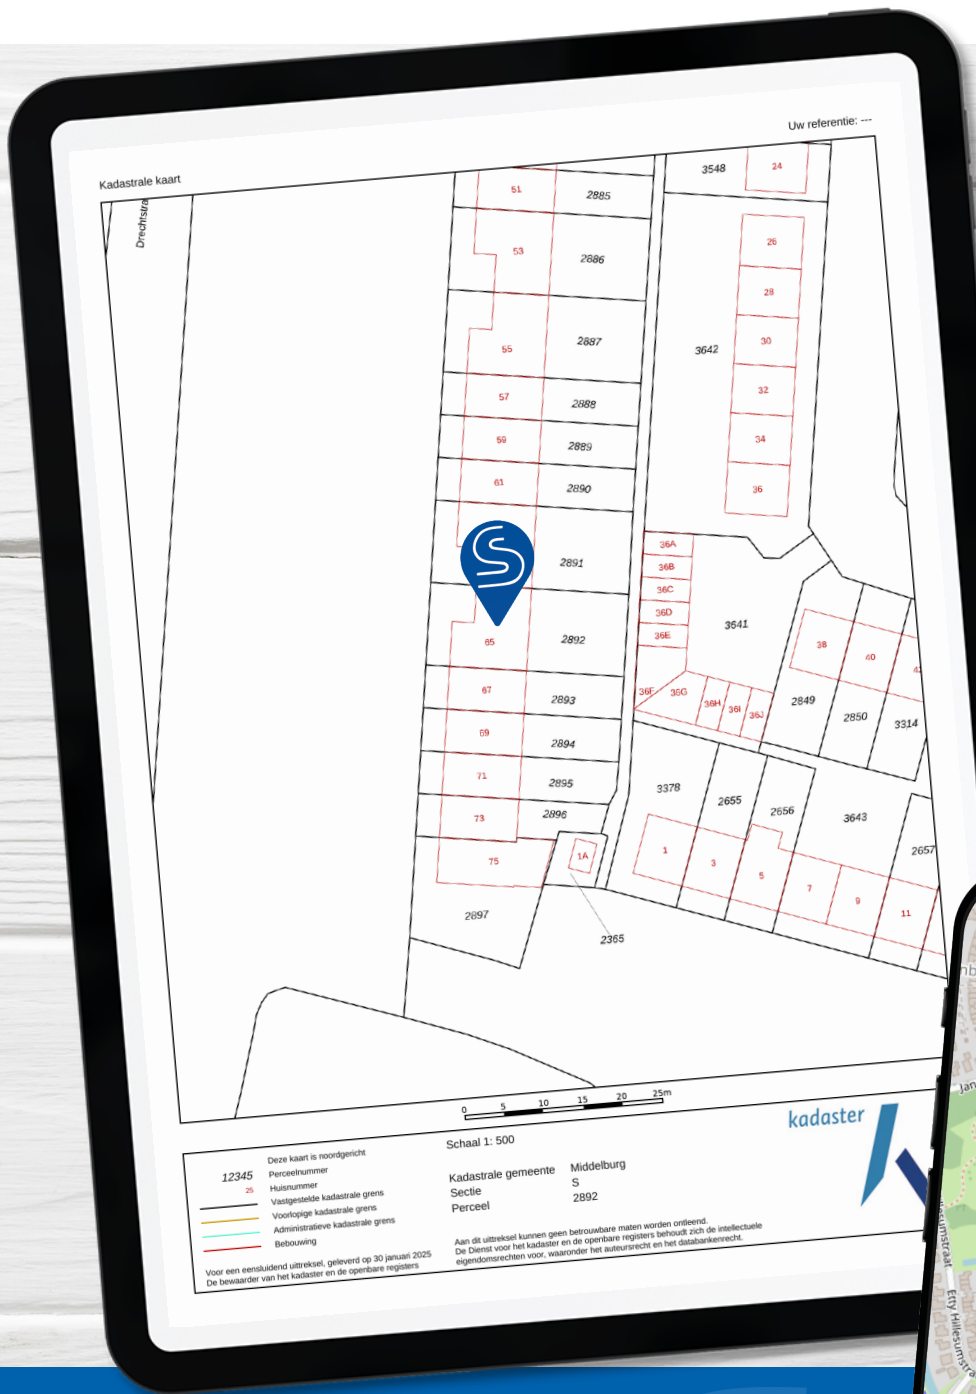 Uw referentie: ---
Kadastrale kaart
Drechtstra
51
2885
3548
24
53
2886
26
28
55
2887
3642
30
57
2888
32
59
2889
34
61
2890
36
2891
36A
36B
36C
36D
36E
3641
65
2892
38
40
67
2893
36F
36G
36H
36I
36J
2849
2850
3314
69
2894
71
2895
3378
2655
2656
3643
73
2896
2657
75
1A
1
3
5
7
9
11
2897
2365
0 5 10 15 20 25m
Schaal 1: 500
kadaster
Deze kaart is noordgericht
12345 Perceelnummer
25 Huisnummer
Vastgestelde kadastrale grens
Voorlopige kadastrale grens
Administratieve kadastrale grens
Bebouwing
Kadastrale gemeente Middelburg
Sectie S
Perceel 2892
Voor een eensluidend uittreksel, geleverd op 30 januari 2025
De bewaarder van het kadaster en de openbare registers
Aan dit uittreksel kunnen geen betrouwbare maten worden ontleend.
De Dienst voor het kadaster en de openbare registers behoudt zich de intellectuele
eigendomsrechten voor, waaronder het auteursrecht en het databankenrecht.
Jan
Etty Hillesumstra